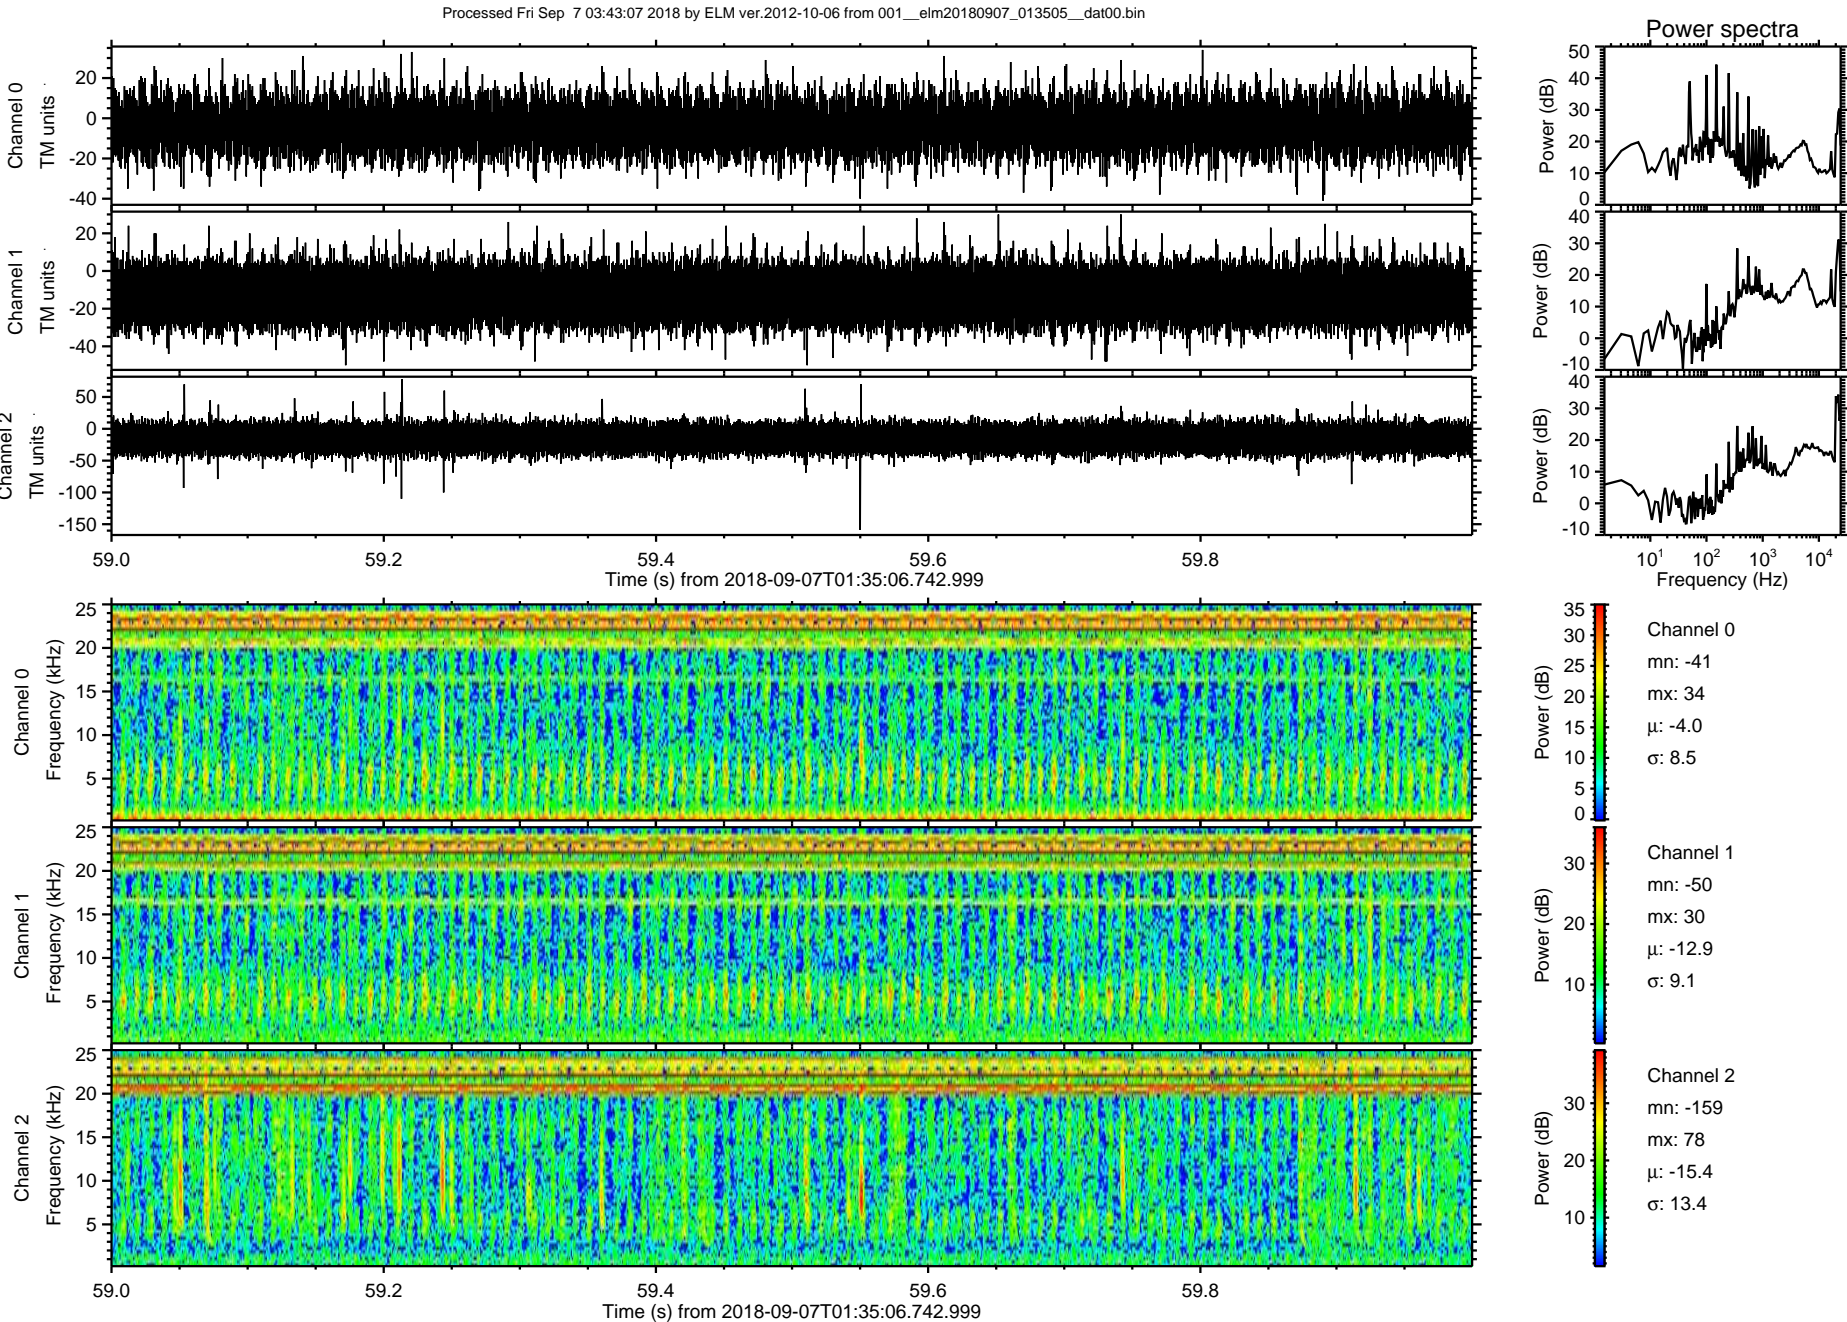 Processed Fri Sep 7 03:43:07 2018 by ELM ver.2012-10-06 from 001__elm20180907_013505__dat00.bin
Power spectra
Channel 0
TM units
20
0
-20
-40
Power (dB)
50
40
30
20
10
0
Channel 1
TM units
20
0
-20
-40
Power (dB)
40
30
20
10
0
-10
Channel 2
TM units
50
0
-50
-100
-150
Power (dB)
40
30
20
10
0
-10
59.0 59.2 59.4 59.6 59.8
Time (s) from 2018-09-07T01:35:06.742.999
10¹ 10² 10³ 10⁴
Frequency (Hz)
Channel 0
Frequency (kHz)
25
20
15
10
5
Power (dB)
35
30
25
20
15
10
5
0
Channel 0
mn: -41
mx: 34
μ: -4.0
σ: 8.5
Channel 1
Frequency (kHz)
25
20
15
10
5
Power (dB)
30
20
10
Channel 1
mn: -50
mx: 30
μ: -12.9
σ: 9.1
Channel 2
Frequency (kHz)
25
20
15
10
5
Power (dB)
30
20
10
Channel 2
mn: -159
mx: 78
μ: -15.4
σ: 13.4
59.0 59.2 59.4 59.6 59.8
Time (s) from 2018-09-07T01:35:06.742.999